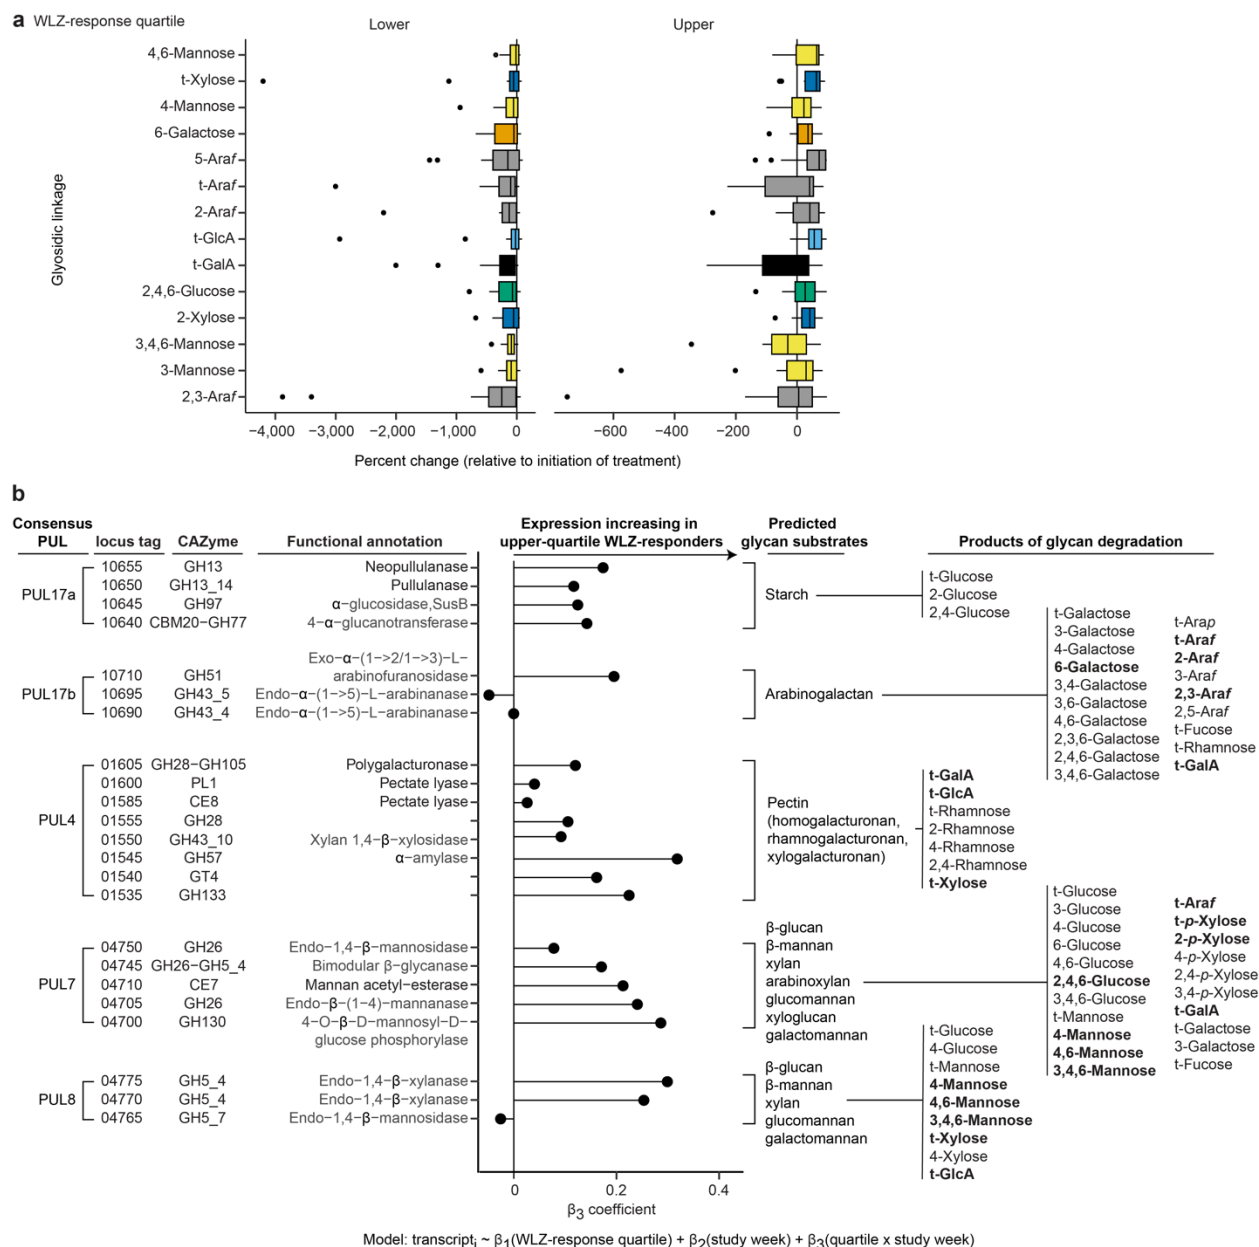 a WLZ-response quartile
Lower
Upper
Glyosidic linkage
4,6-Mannose
t-Xylose
4-Mannose
6-Galactose
5-Araf
t-Araf
2-Araf
t-GlcA
t-GalA
2,4,6-Glucose
2-Xylose
3,4,6-Mannose
3-Mannose
2,3-Araf
−4,000 −3,000 −2,000 −1,000 0
−600 −400 −200 0
Percent change (relative to initiation of treatment)
b
Consensus PUL
locus tag
CAZyme
Functional annotation
Expression increasing in
upper-quartile WLZ-responders
Predicted
glycan substrates
Products of glycan degradation
PUL17a
10655 GH13 Neopullulanase
10650 GH13_14 Pullulanase
10645 GH97 α−glucosidase,SusB
10640 CBM20−GH77 4−α−glucanotransferase
Starch
t-Glucose
2-Glucose
2,4-Glucose
PUL17b
Exo−α−(1−>2/1−>3)−L−
10710 GH51 arabinofuranosidase
10695 GH43_5 Endo−α−(1−>5)−L−arabinanase
10690 GH43_4 Endo−α−(1−>5)−L−arabinanase
Arabinogalactan
t-Galactose
3-Galactose
4-Galactose
6-Galactose
3,4-Galactose
3,6-Galactose
4,6-Galactose
2,3,6-Galactose
2,4,6-Galactose
3,4,6-Galactose
t-Arap
t-Araf
2-Araf
3-Araf
2,3-Araf
2,5-Araf
t-Fucose
t-Rhamnose
t-GalA
PUL4
01605 GH28−GH105 Polygalacturonase
01600 PL1 Pectate lyase
01585 CE8 Pectate lyase
01555 GH28
01550 GH43_10 Xylan 1,4−β−xylosidase
01545 GH57 α−amylase
01540 GT4
01535 GH133
Pectin
(homogalacturonan,
rhamnogalacturonan,
xylogalacturonan)
t-GalA
t-GlcA
t-Rhamnose
2-Rhamnose
4-Rhamnose
2,4-Rhamnose
t-Xylose
PUL7
04750 GH26 Endo−1,4−β−mannosidase
04745 GH26−GH5_4 Bimodular β−glycanase
04710 CE7 Mannan acetyl−esterase
04705 GH26 Endo−β−(1−4)−mannanase
04700 GH130 4−O−β−D−mannosyl−D−
glucose phosphorylase
β-glucan
β-mannan
xylan
arabinoxylan
glucomannan
xyloglucan
galactomannan
t-Glucose
3-Glucose
4-Glucose
6-Glucose
4,6-Glucose
2,4,6-Glucose
3,4,6-Glucose
t-Mannose
4-Mannose
4,6-Mannose
3,4,6-Mannose
t-Araf
t-p-Xylose
2-p-Xylose
4-p-Xylose
2,4-p-Xylose
3,4-p-Xylose
t-GalA
t-Galactose
3-Galactose
t-Fucose
PUL8
04775 GH5_4 Endo−1,4−β−xylanase
04770 GH5_4 Endo−1,4−β−xylanase
04765 GH5_7 Endo−1,4−β−mannosidase
β-glucan
β-mannan
xylan
glucomannan
galactomannan
t-Glucose
4-Glucose
t-Mannose
4-Mannose
4,6-Mannose
3,4,6-Mannose
t-Xylose
4-Xylose
t-GlcA
0 0.2 0.4
β3 coefficient
Model: transcripti ~ β1(WLZ-response quartile) + β2(study week) + β3(quartile x study week)